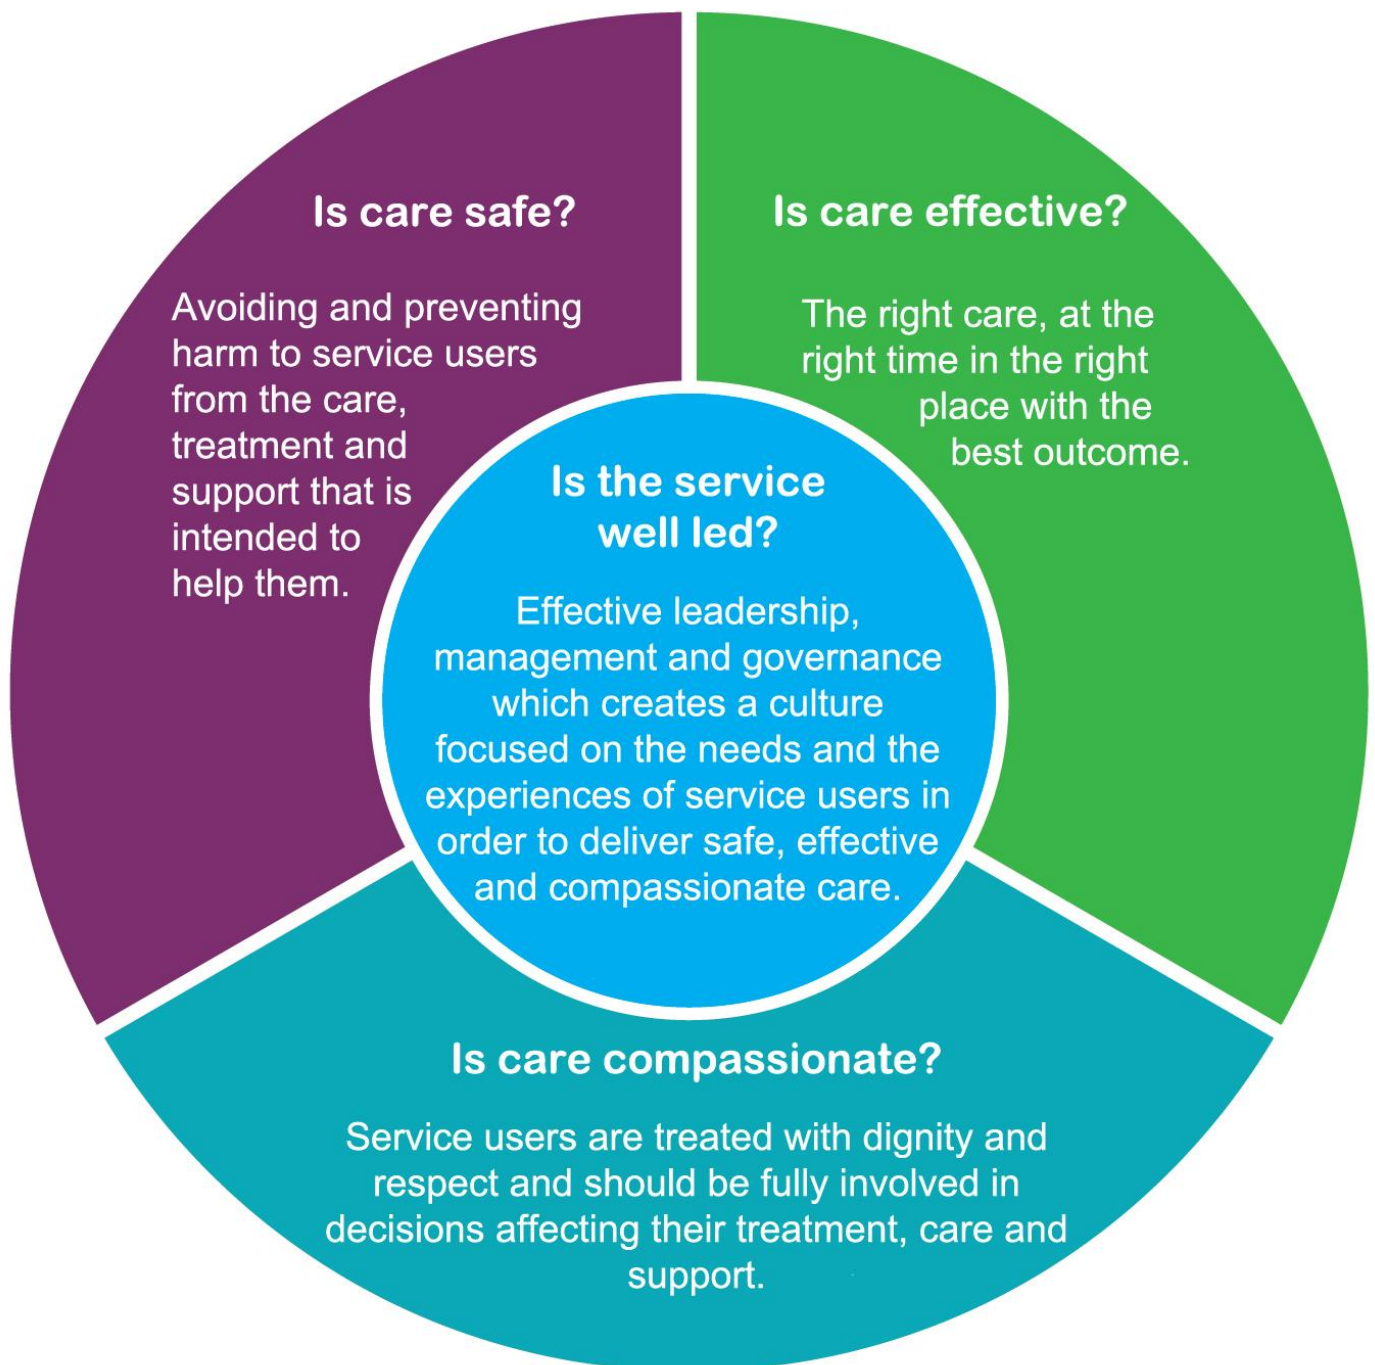 Is care safe?
Avoiding and preventing
harm to service users
from the care,
treatment and
support that is
intended to
help them.
Is care effective?
The right care, at the
right time in the right
place with the
best outcome.
Is the service
well led?
Effective leadership,
management and governance
which creates a culture
focused on the needs and the
experiences of service users in
order to deliver safe, effective
and compassionate care.
Is care compassionate?
Service users are treated with dignity and
respect and should be fully involved in
decisions affecting their treatment, care and
support.